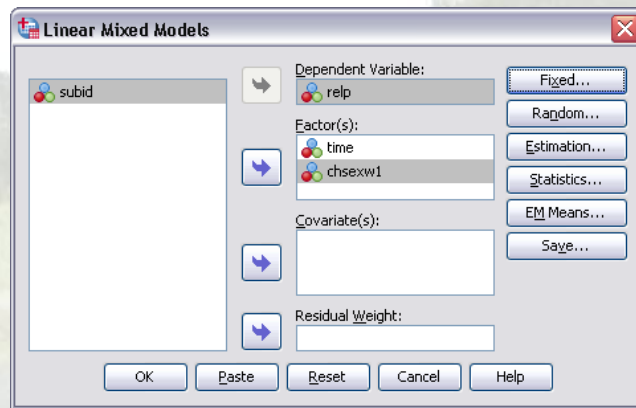 Linear Mixed Models
subid
Dependent Variable:
relp
Factor(s):
time
chsexw1
Covariate(s):
Residual Weight:
Fixed...
Random...
Estimation...
Statistics...
EM Means...
Save...
OK
Paste
Reset
Cancel
Help